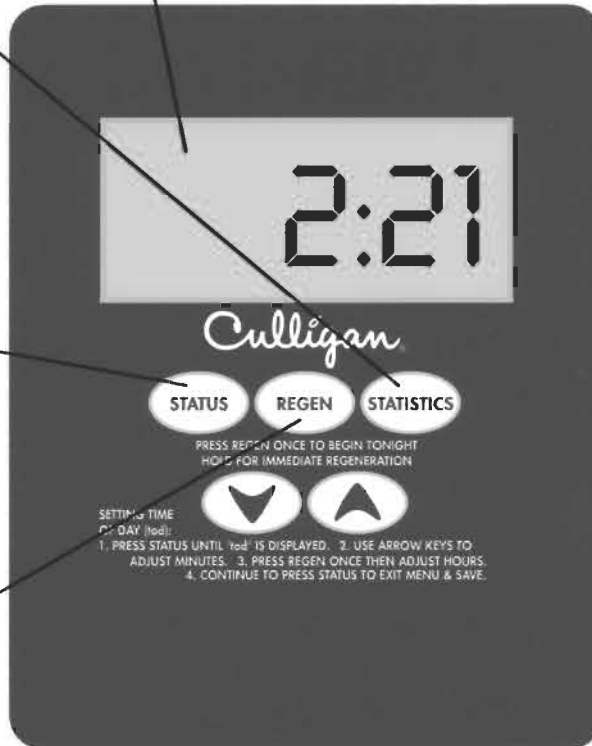 2:21
Culligan
STATUS REGEN STATISTICS
PRESS REGEN ONCE TO BEGIN TONIGHT
HOLD FOR IMMEDIATE REGENERATION
SETTING TIME
OF DAY (tod):
1. PRESS STATUS UNTIL 'tod' IS DISPLAYED. 2. USE ARROW KEYS TO
ADJUST MINUTES. 3. PRESS REGEN ONCE THEN ADJUST HOURS.
4. CONTINUE TO PRESS STATUS TO EXIT MENU & SAVE.